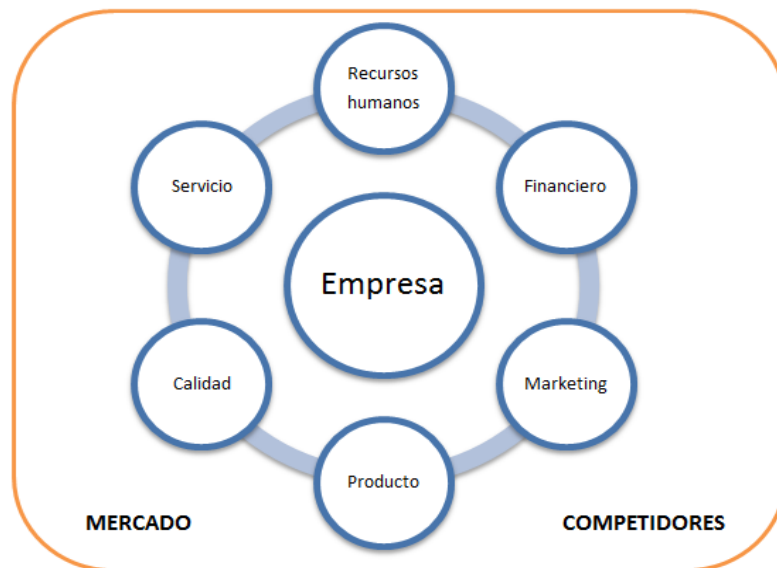 Recursos
humanos
Servicio
Financiero
Empresa
Calidad
Marketing
Producto
MERCADO
COMPETIDORES